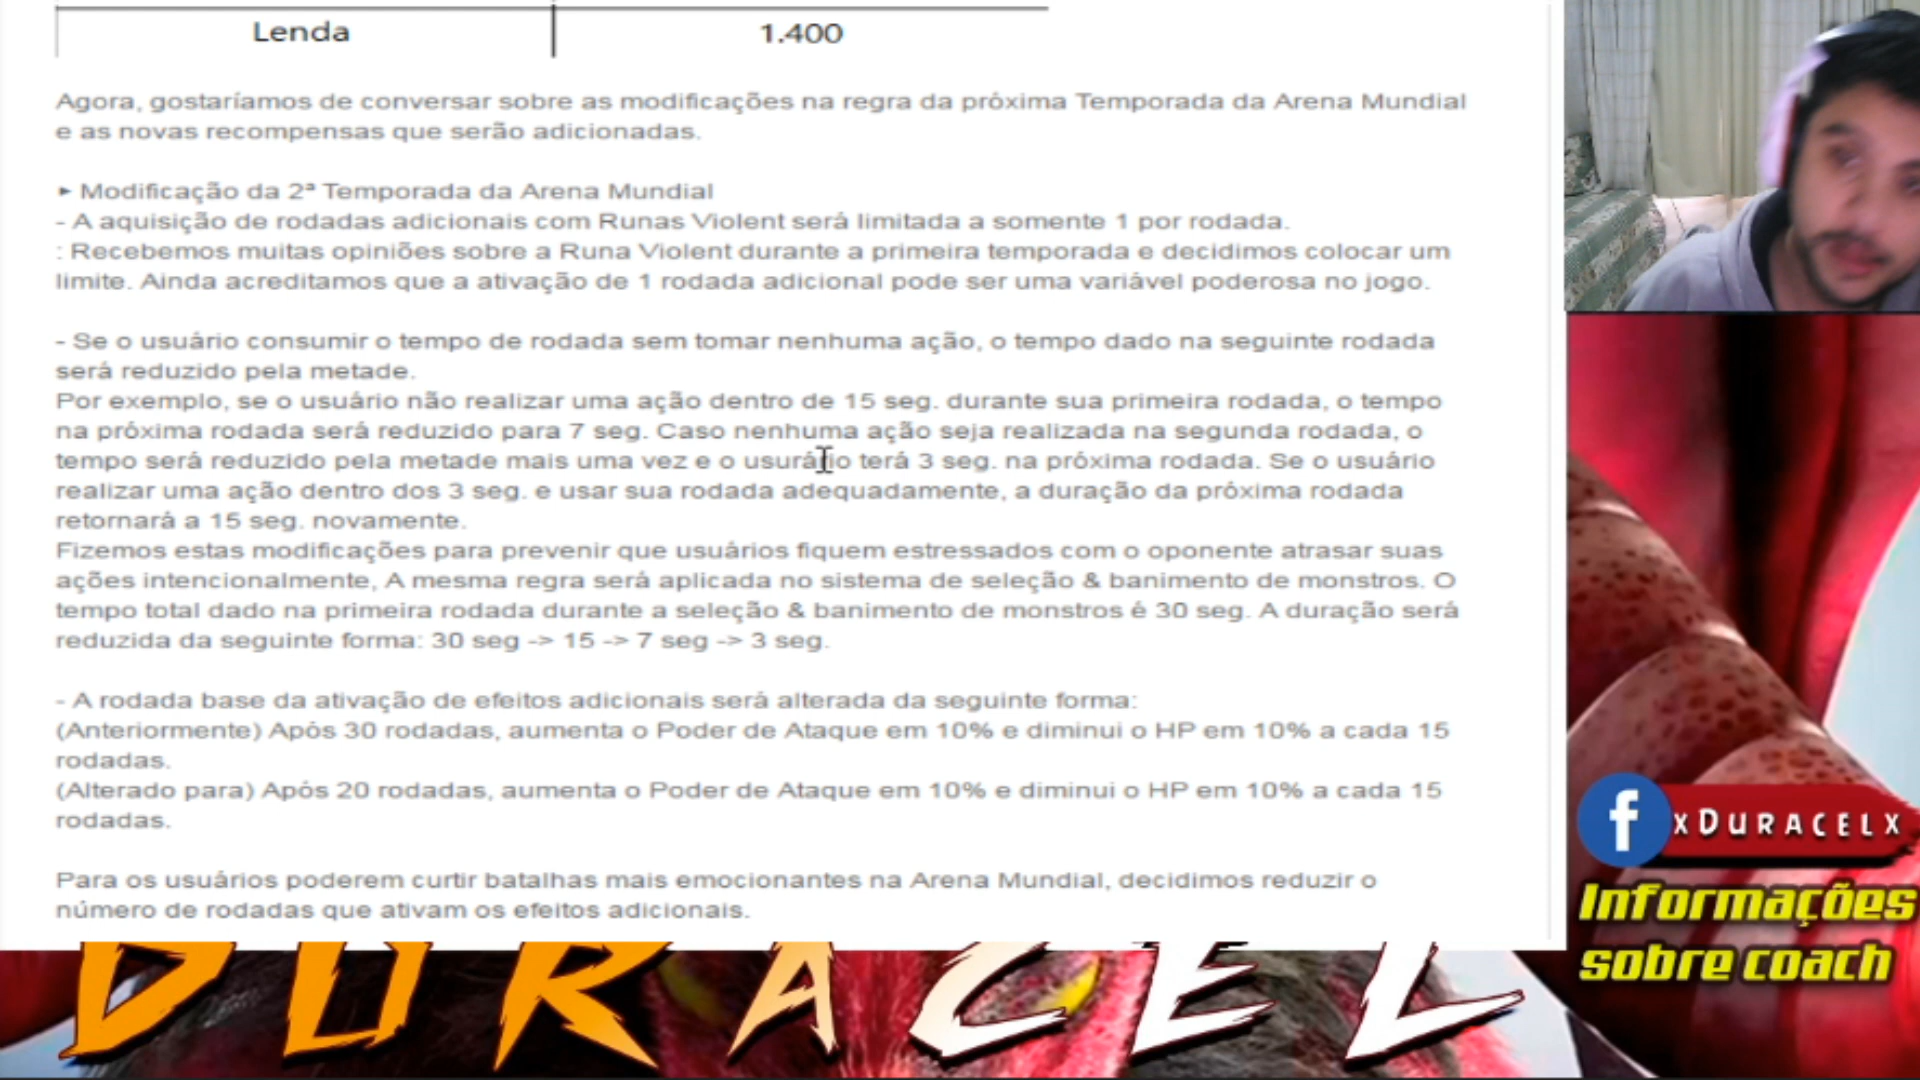 Lenda 1.400
Agora, gostaríamos de conversar sobre as modificações na regra da próxima Temporada da Arena Mundial
e as novas recompensas que serão adicionadas.
▸ Modificação da 2ª Temporada da Arena Mundial
- A aquisição de rodadas adicionais com Runas Violent será limitada a somente 1 por rodada.
: Recebemos muitas opiniões sobre a Runa Violent durante a primeira temporada e decidimos colocar um
limite. Ainda acreditamos que a ativação de 1 rodada adicional pode ser uma variável poderosa no jogo.
- Se o usuário consumir o tempo de rodada sem tomar nenhuma ação, o tempo dado na seguinte rodada
será reduzido pela metade.
Por exemplo, se o usuário não realizar uma ação dentro de 15 seg. durante sua primeira rodada, o tempo
na próxima rodada será reduzido para 7 seg. Caso nenhuma ação seja realizada na segunda rodada, o
tempo será reduzido pela metade mais uma vez e o usurário terá 3 seg. na próxima rodada. Se o usuário
realizar uma ação dentro dos 3 seg. e usar sua rodada adequadamente, a duração da próxima rodada
retornará a 15 seg. novamente.
Fizemos estas modificações para prevenir que usuários fiquem estressados com o oponente atrasar suas
ações intencionalmente, A mesma regra será aplicada no sistema de seleção & banimento de monstros. O
tempo total dado na primeira rodada durante a seleção & banimento de monstros é 30 seg. A duração será
reduzida da seguinte forma: 30 seg -> 15 -> 7 seg -> 3 seg.
- A rodada base da ativação de efeitos adicionais será alterada da seguinte forma:
(Anteriormente) Após 30 rodadas, aumenta o Poder de Ataque em 10% e diminui o HP em 10% a cada 15
rodadas.
(Alterado para) Após 20 rodadas, aumenta o Poder de Ataque em 10% e diminui o HP em 10% a cada 15
rodadas.
Para os usuários poderem curtir batalhas mais emocionantes na Arena Mundial, decidimos reduzir o
número de rodadas que ativam os efeitos adicionais.
f xDURACELx
Informações
sobre coach
DURACEL